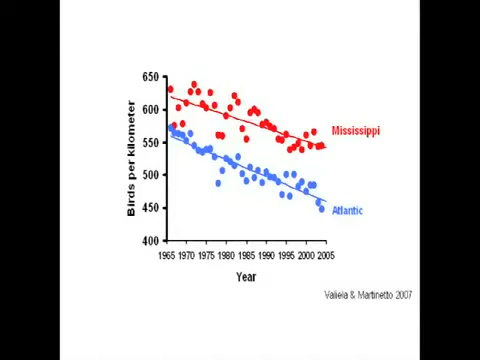 650
600
550
500
450
400
Birds per kilometer
Mississippi
Atlantic
1965 1970 1975 1980 1985 1990 1995 2000 2005
Year
Valiela & Martinetto 2007